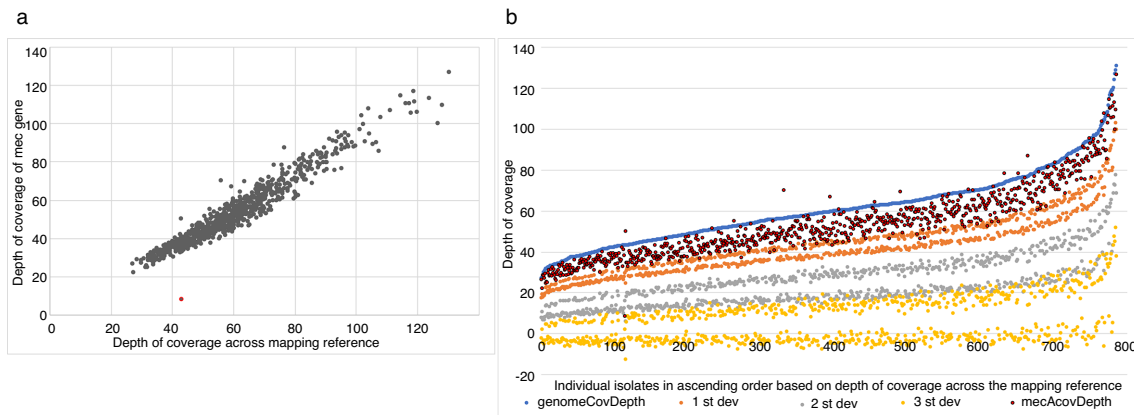 a
b
140
120
100
80
60
40
20
0
0 20 40 60 80 100 120
Depth of coverage of mec gene
Depth of coverage across mapping reference
140
120
100
80
60
40
20
0
-20
0 100 200 300 400 500 600 700 800
Depth of coverage
Individual isolates in ascending order based on depth of coverage across the mapping reference
genomeCovDepth 1 st dev 2 st dev 3 st dev mecAcovDepth